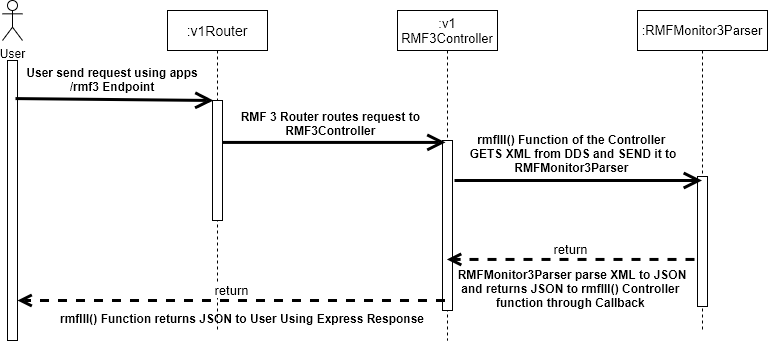 :v1Router
:v1
RMF3Controller
:RMFMonitor3Parser
User
User send request using apps
/rmf3 Endpoint
RMF 3 Router routes request to
RMF3Controller
rmfIII() Function of the Controller
GETS XML from DDS and SEND it to
RMFMonitor3Parser
return
RMFMonitor3Parser parse XML to JSON
and returns JSON to rmfIII() Controller
function through Callback
return
rmfIII() Function returns JSON to User Using Express Response